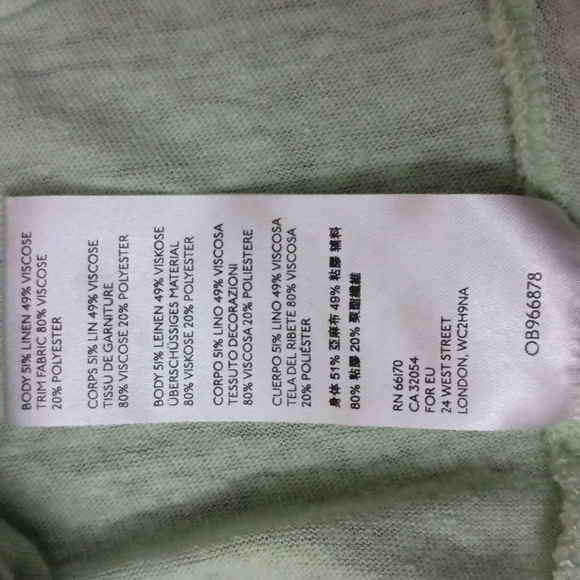 BODY 51% LINEN 49% VISCOSE
TRIM FABRIC 80% VISCOSE
20% POLYESTER
CORPS 51% LIN 49% VISCOSE
TISSU DE GARNITURE
80% VISCOSE 20% POLYESTER
BODY 51% LEINEN 49% VISKOSE
ÜBERSCHÜSSIGES MATERIAL
80% VISKOSE 20% POLYESTER
CORPO 51% LINO 49% VISCOSA
TESSUTO DECORAZIONI
80% VISCOSA 20% POLIESTERE
CUERPO 51% LINO 49% VISCOSA
TELA DEL RIBETE 80% VISCOSA
20% POLIÉSTER
身体 51% 亞麻布 49% 粘膠 辅料
80% 粘膠 20% 聚酯纖維
RN 66170
CA 32054
FOR EU
24 WEST STREET
LONDON, WC2H9NA
OB966878